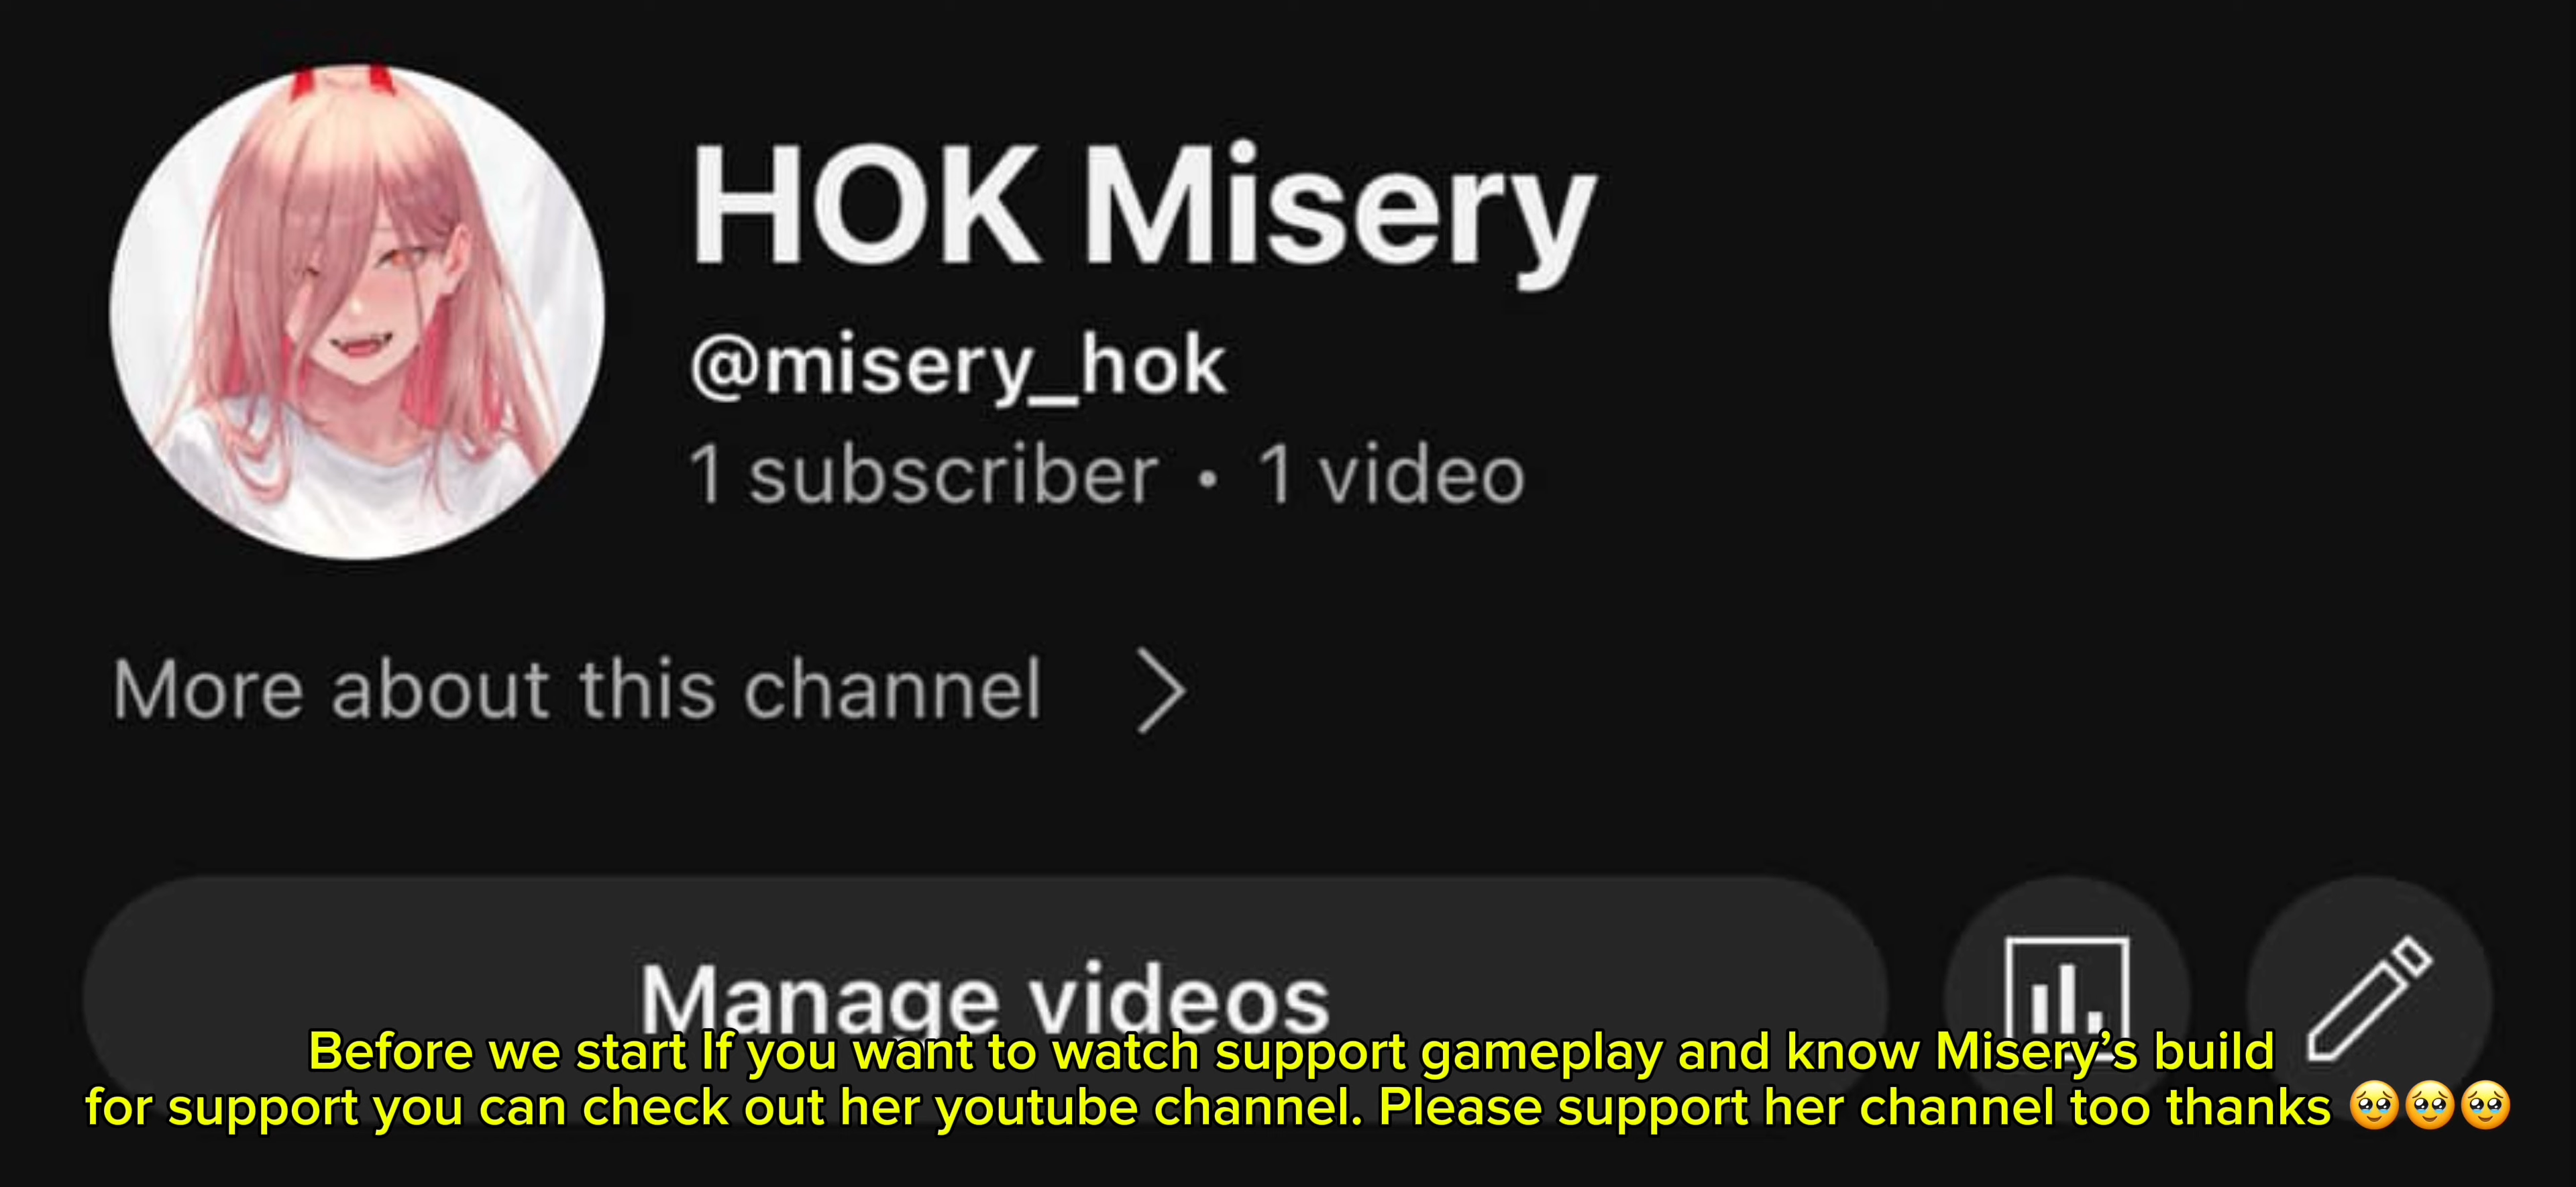 HOK Misery
@misery_hok
1 subscriber • 1 video
More about this channel
Manage videos
Before we start If you want to watch support gameplay and know Misery’s build
for support you can check out her youtube channel. Please support her channel too thanks 🥹🥹🥹